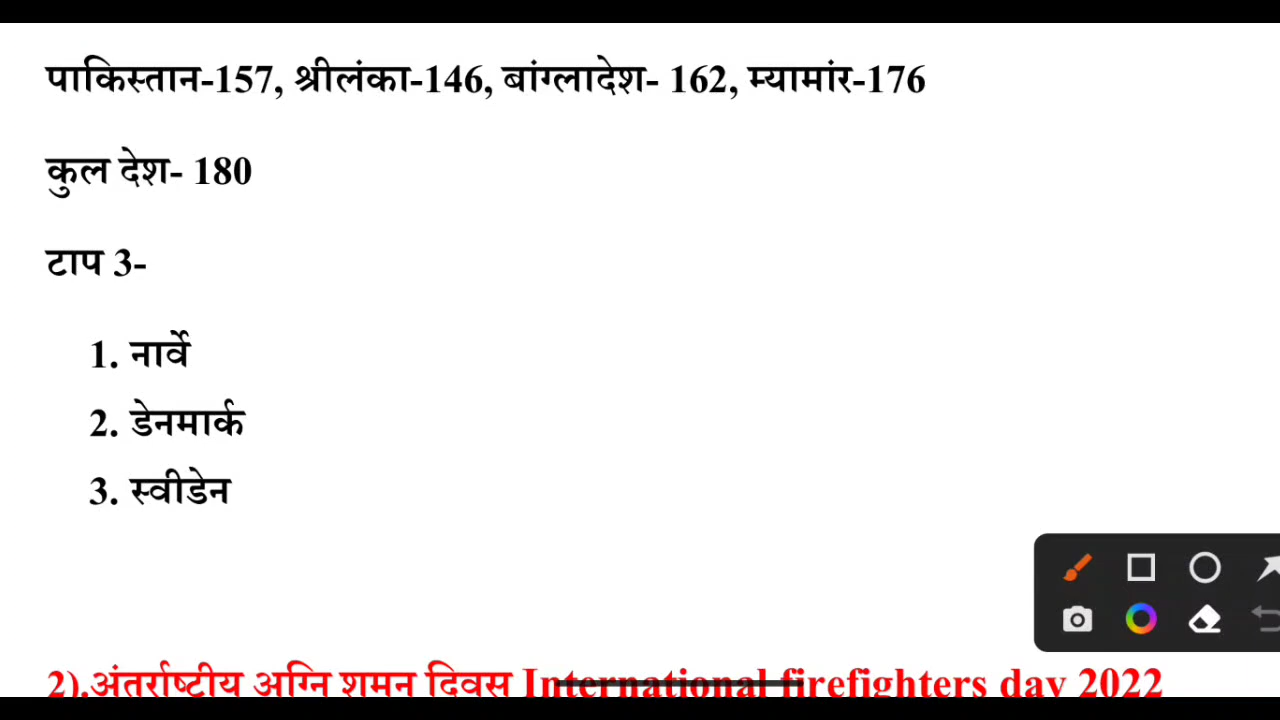 पाकिस्तान-157, श्रीलंका-146, बांग्लादेश- 162, म्यामांर-176
कुल देश- 180
टाप 3-
1. नार्वे
2. डेनमार्क
3. स्वीडेन
2).अंतर्राष्टीय अग्नि शमन दिवस International firefighters day 2022